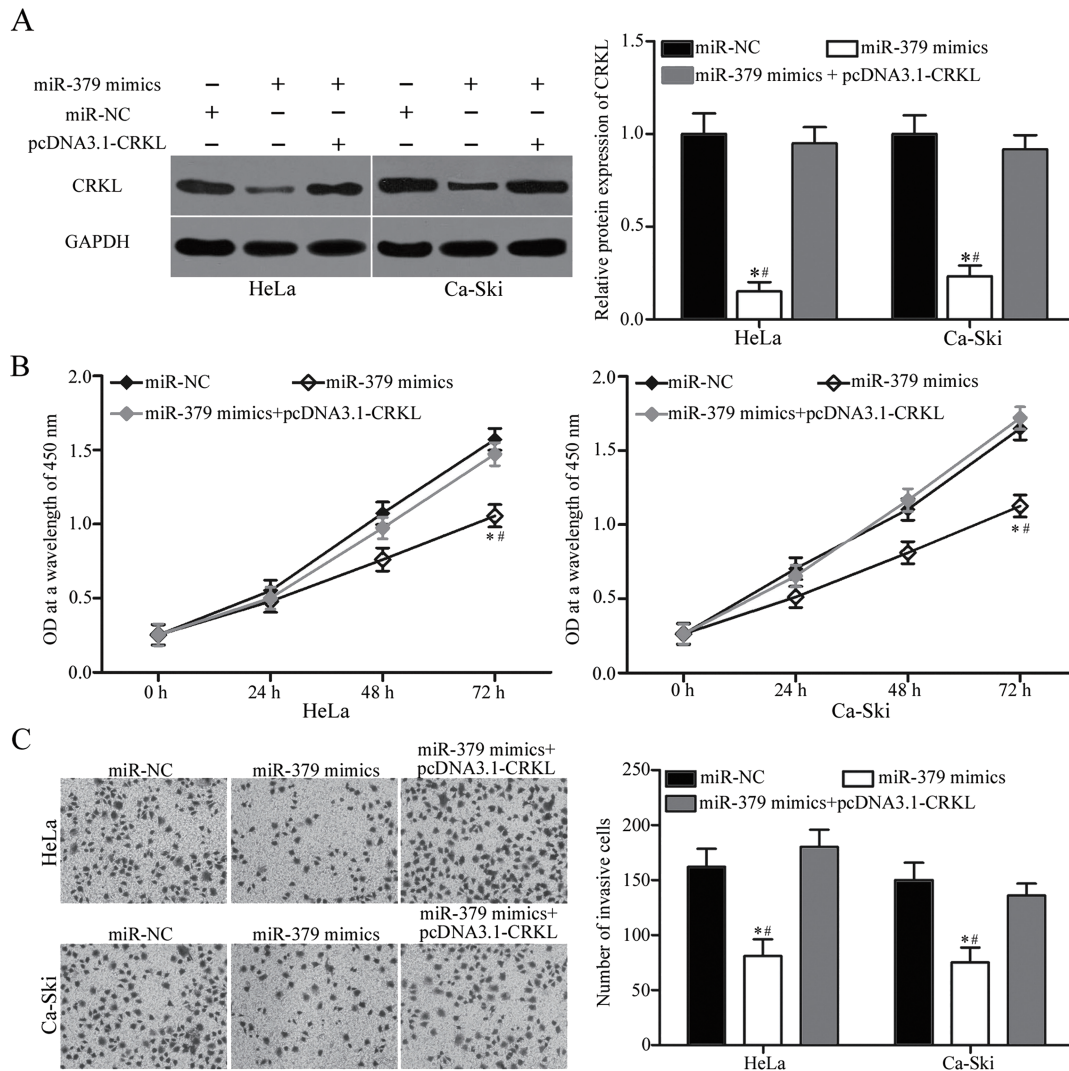 A
miR-379 mimics − + + − + +
miR-NC + − − + − −
pcDNA3.1-CRKL − − + − − +
CRKL
GAPDH
HeLa Ca-Ski
Relative protein expression of CRKL
1.5
1.0
0.5
0.0
miR-NC miR-379 mimics
miR-379 mimics + pcDNA3.1-CRKL
*# *#
HeLa Ca-Ski
B
OD at a wavelength of 450 nm
2.0
1.5
1.0
0.5
0.0
miR-NC miR-379 mimics
miR-379 mimics+pcDNA3.1-CRKL
*#
0 h 24 h 48 h 72 h
HeLa
OD at a wavelength of 450 nm
2.0
1.5
1.0
0.5
0.0
miR-NC miR-379 mimics
miR-379 mimics+pcDNA3.1-CRKL
*#
0 h 24 h 48 h 72 h
Ca-Ski
C
miR-NC miR-379 mimics miR-379 mimics+
pcDNA3.1-CRKL
HeLa
miR-NC miR-379 mimics miR-379 mimics+
pcDNA3.1-CRKL
Ca-Ski
Number of invasive cells
250
200
150
100
50
0
miR-NC miR-379 mimics
miR-379 mimics+pcDNA3.1-CRKL
*# *#
HeLa Ca-Ski